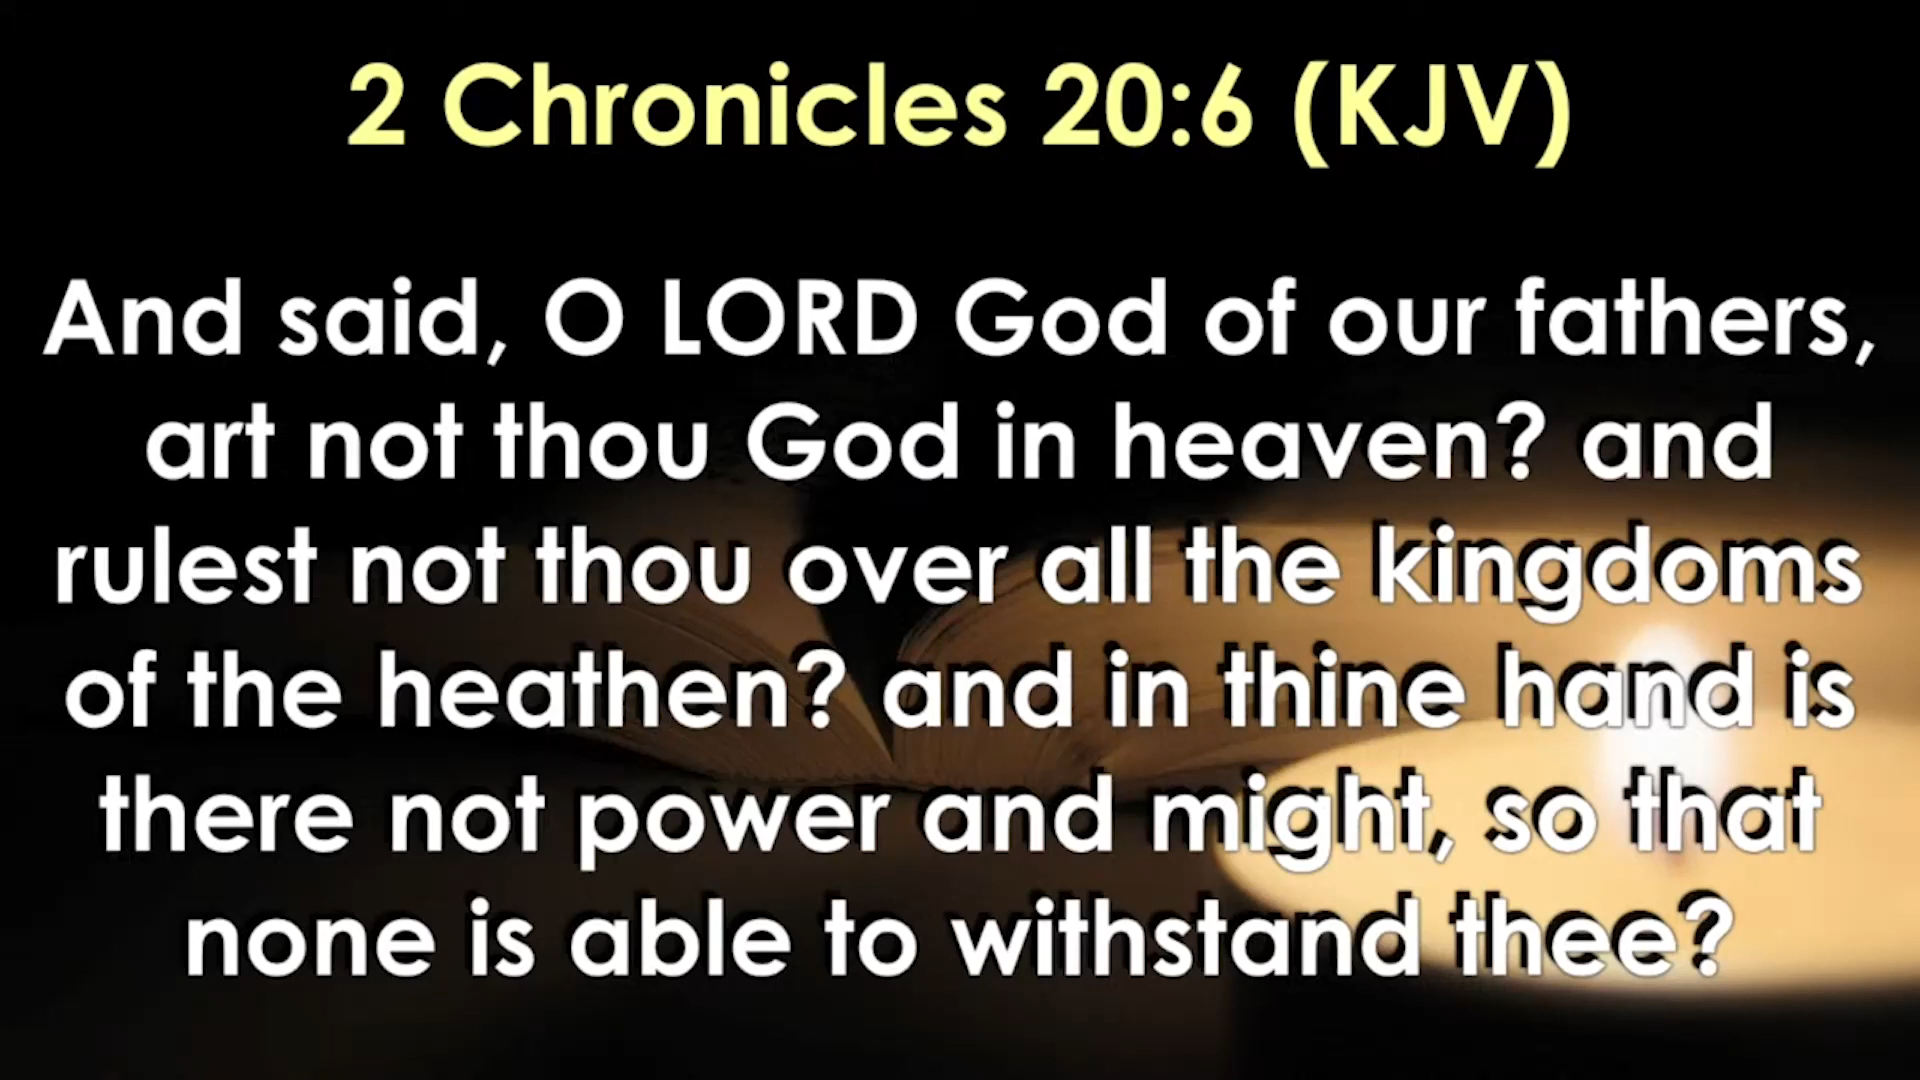 2 Chronicles 20:6 (KJV)
And said, O LORD God of our fathers,
art not thou God in heaven? and
rulest not thou over all the kingdoms
of the heathen? and in thine hand is
there not power and might, so that
none is able to withstand thee?